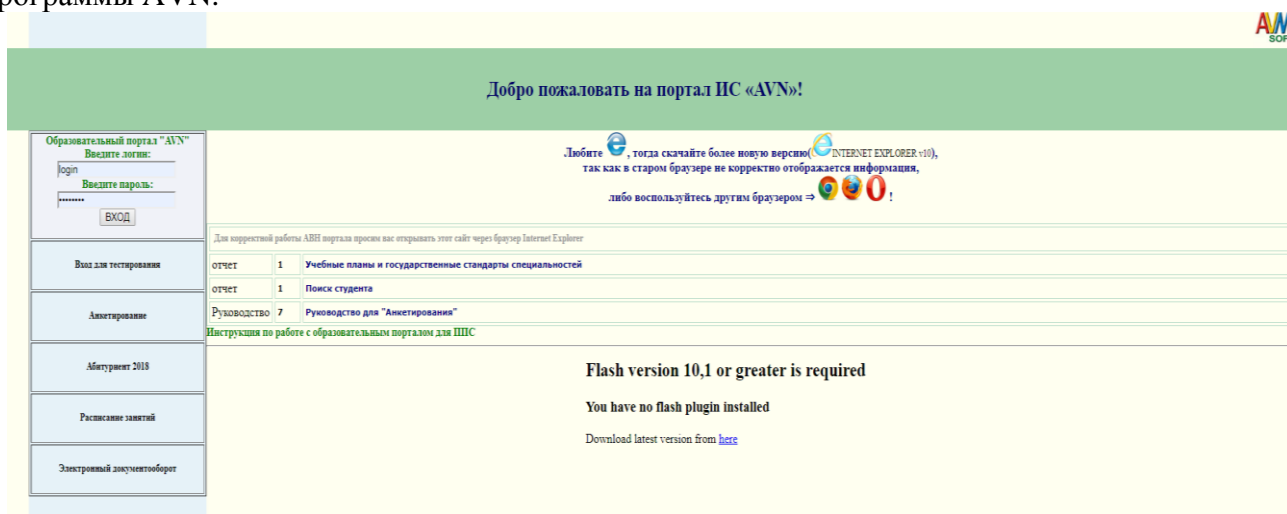 программы AVN.
AVN
SOFT
Добро пожаловать на портал ИС «AVN»!
Образовательный портал "AVN"
Введите логин:
login
Введите пароль:
••••••••
ВХОД
Вход для тестирования
Анкетирование
Абитуриент 2018
Расписание занятий
Электронный документооборот
Любите , тогда скачайте более новую версию( INTERNET EXPLORER v10),
так как в старом браузере не корректно отображается информация,
либо воспользуйтесь другим браузером ⇒ !
Для корректной работы АВН портала просим вас открывать этот сайт через браузер Internet Explorer
отчет 1 Учебные планы и государственные стандарты специальностей
отчет 1 Поиск студента
Руководство 7 Руководство для "Анкетирования"
Инструкция по работе с образовательным порталом для ППС
Flash version 10,1 or greater is required
You have no flash plugin installed
Download latest version from here